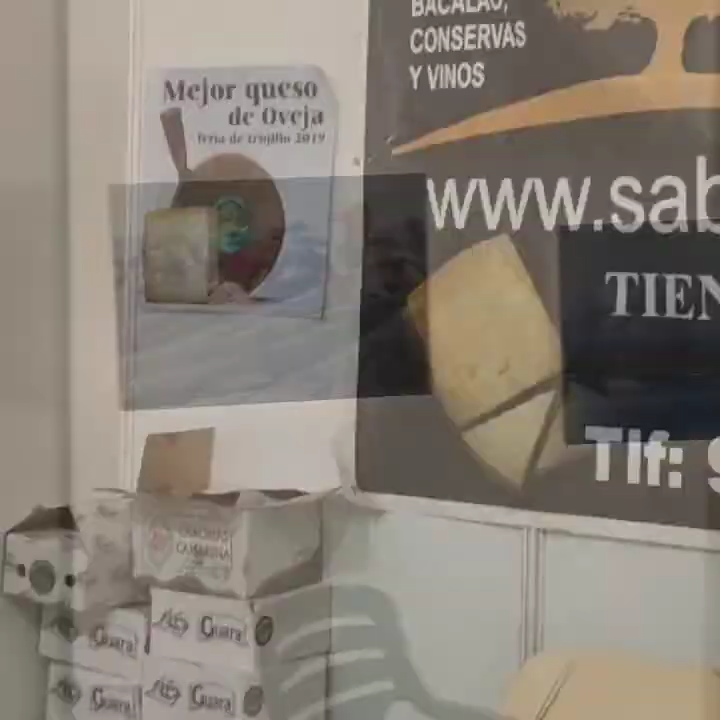 BACALAO,
CONSERVAS
Y VINOS
Mejor queso
de Oveja
feria de trujillo 2019
www.sab
TIEN
Tlf: 9
Guara
Guara
Guara
Guara